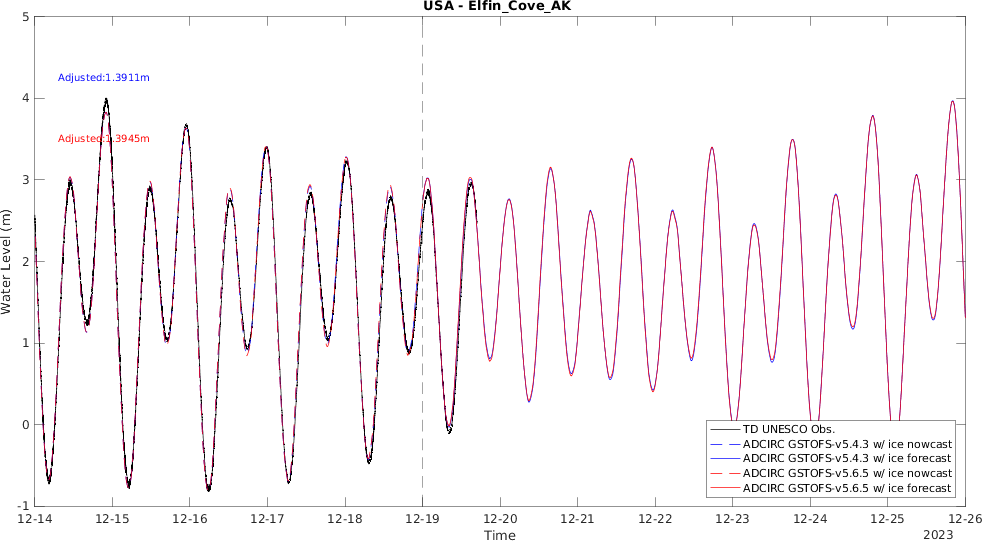 USA - Elfin_Cove_AK
5
4
3
2
1
0
-1
Water Level (m)
Adjusted:1.3911m
Adjusted:1.3945m
TD UNESCO Obs.
ADCIRC GSTOFS-v5.4.3 w/ ice nowcast
ADCIRC GSTOFS-v5.4.3 w/ ice forecast
ADCIRC GSTOFS-v5.6.5 w/ ice nowcast
ADCIRC GSTOFS-v5.6.5 w/ ice forecast
12-14 12-15 12-16 12-17 12-18 12-19 12-20 12-21 12-22 12-23 12-24 12-25 12-26
Time
2023